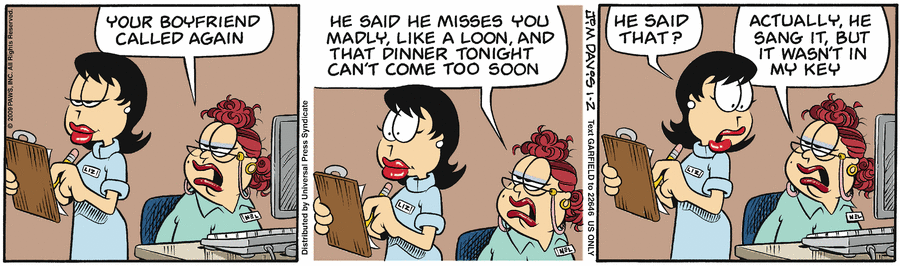 © 2009 PAWS, INC. All Rights Reserved.
YOUR BOYFRIEND
CALLED AGAIN
LIZ
Distributed by Universal Press Syndicate
HE SAID HE MISSES YOU
MADLY, LIKE A LOON, AND
THAT DINNER TONIGHT
CAN'T COME TOO SOON
LIZ
JIM DAVIS 1-2
Text GARFIELD to 22646 US ONLY
HE SAID
THAT?
ACTUALLY, HE
SANG IT, BUT
IT WASN'T IN
MY KEY
LIZ